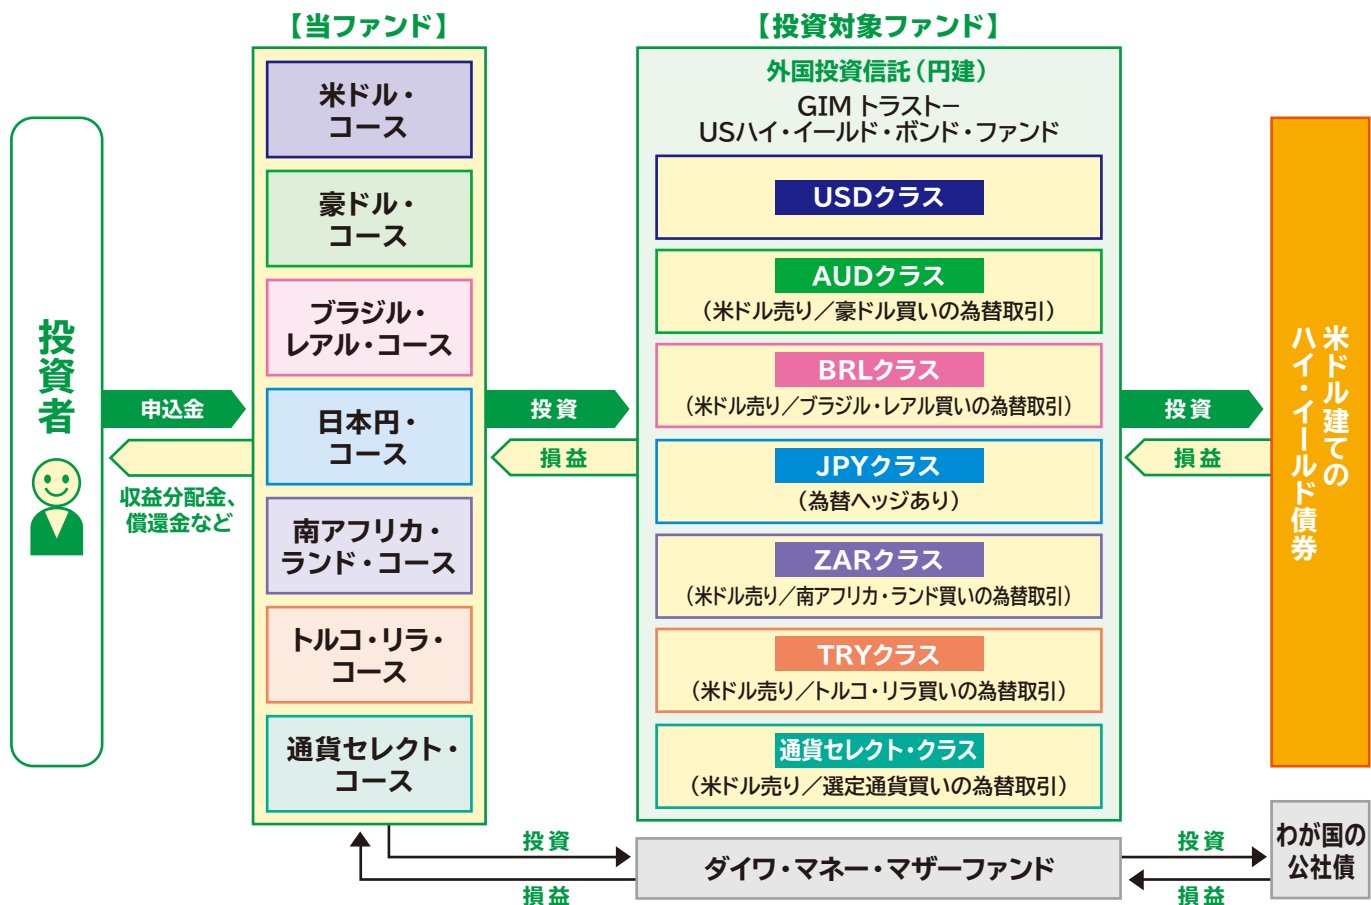 【当ファンド】
【投資対象ファンド】
投資者
申込金
収益分配金、
償還金など
米ドル・
コース
豪ドル・
コース
ブラジル・
レアル・コース
日本円・
コース
南アフリカ・
ランド・コース
トルコ・リラ・
コース
通貨セレクト・
コース
投資
損益
外国投資信託(円建)
GIM トラストー
USハイ・イールド・ボンド・ファンド
USDクラス
AUDクラス
(米ドル売り/豪ドル買いの為替取引)
BRLクラス
(米ドル売り/ブラジル・レアル買いの為替取引)
JPYクラス
(為替ヘッジあり)
ZARクラス
(米ドル売り/南アフリカ・ランド買いの為替取引)
TRYクラス
(米ドル売り/トルコ・リラ買いの為替取引)
通貨セレクト・クラス
(米ドル売り/選定通貨買いの為替取引)
投資
損益
米ドル建ての
ハイ・イールド債券
投資
損益
ダイワ・マネー・マザーファンド
投資
損益
わが国の
公社債